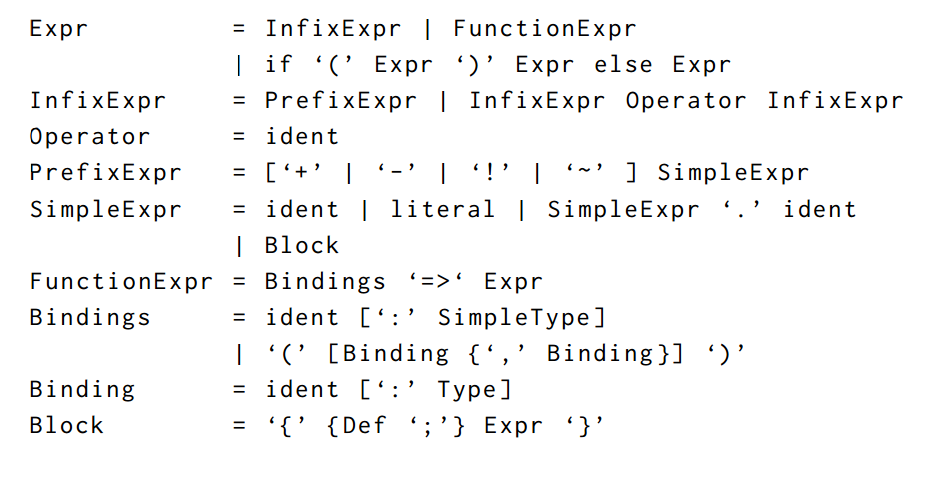 Expr = InfixExpr | FunctionExpr
| if ‘(’ Expr ‘)’ Expr else Expr
InfixExpr = PrefixExpr | InfixExpr Operator InfixExpr
Operator = ident
PrefixExpr = [‘+’ | ‘-’ | ‘!’ | ‘~’ ] SimpleExpr
SimpleExpr = ident | literal | SimpleExpr ‘.’ ident
| Block
FunctionExpr = Bindings ‘=>‘ Expr
Bindings = ident [‘:’ SimpleType]
| ‘(’ [Binding {‘,’ Binding}] ‘)’
Binding = ident [‘:’ Type]
Block = ‘{’ {Def ‘;’} Expr ‘}’